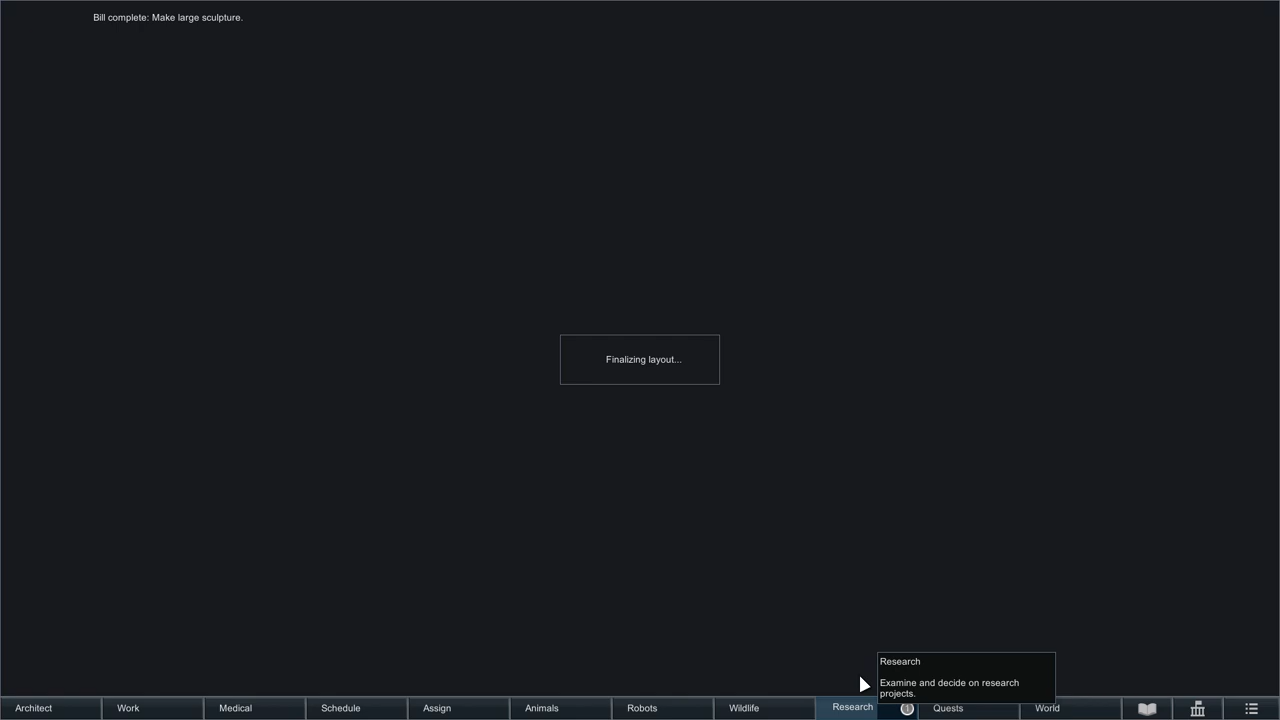 Bill complete: Make large sculpture.
Finalizing layout...
Research
Examine and decide on research
projects.
Architect
Work
Medical
Schedule
Assign
Animals
Robots
Wildlife
Research
Quests
World